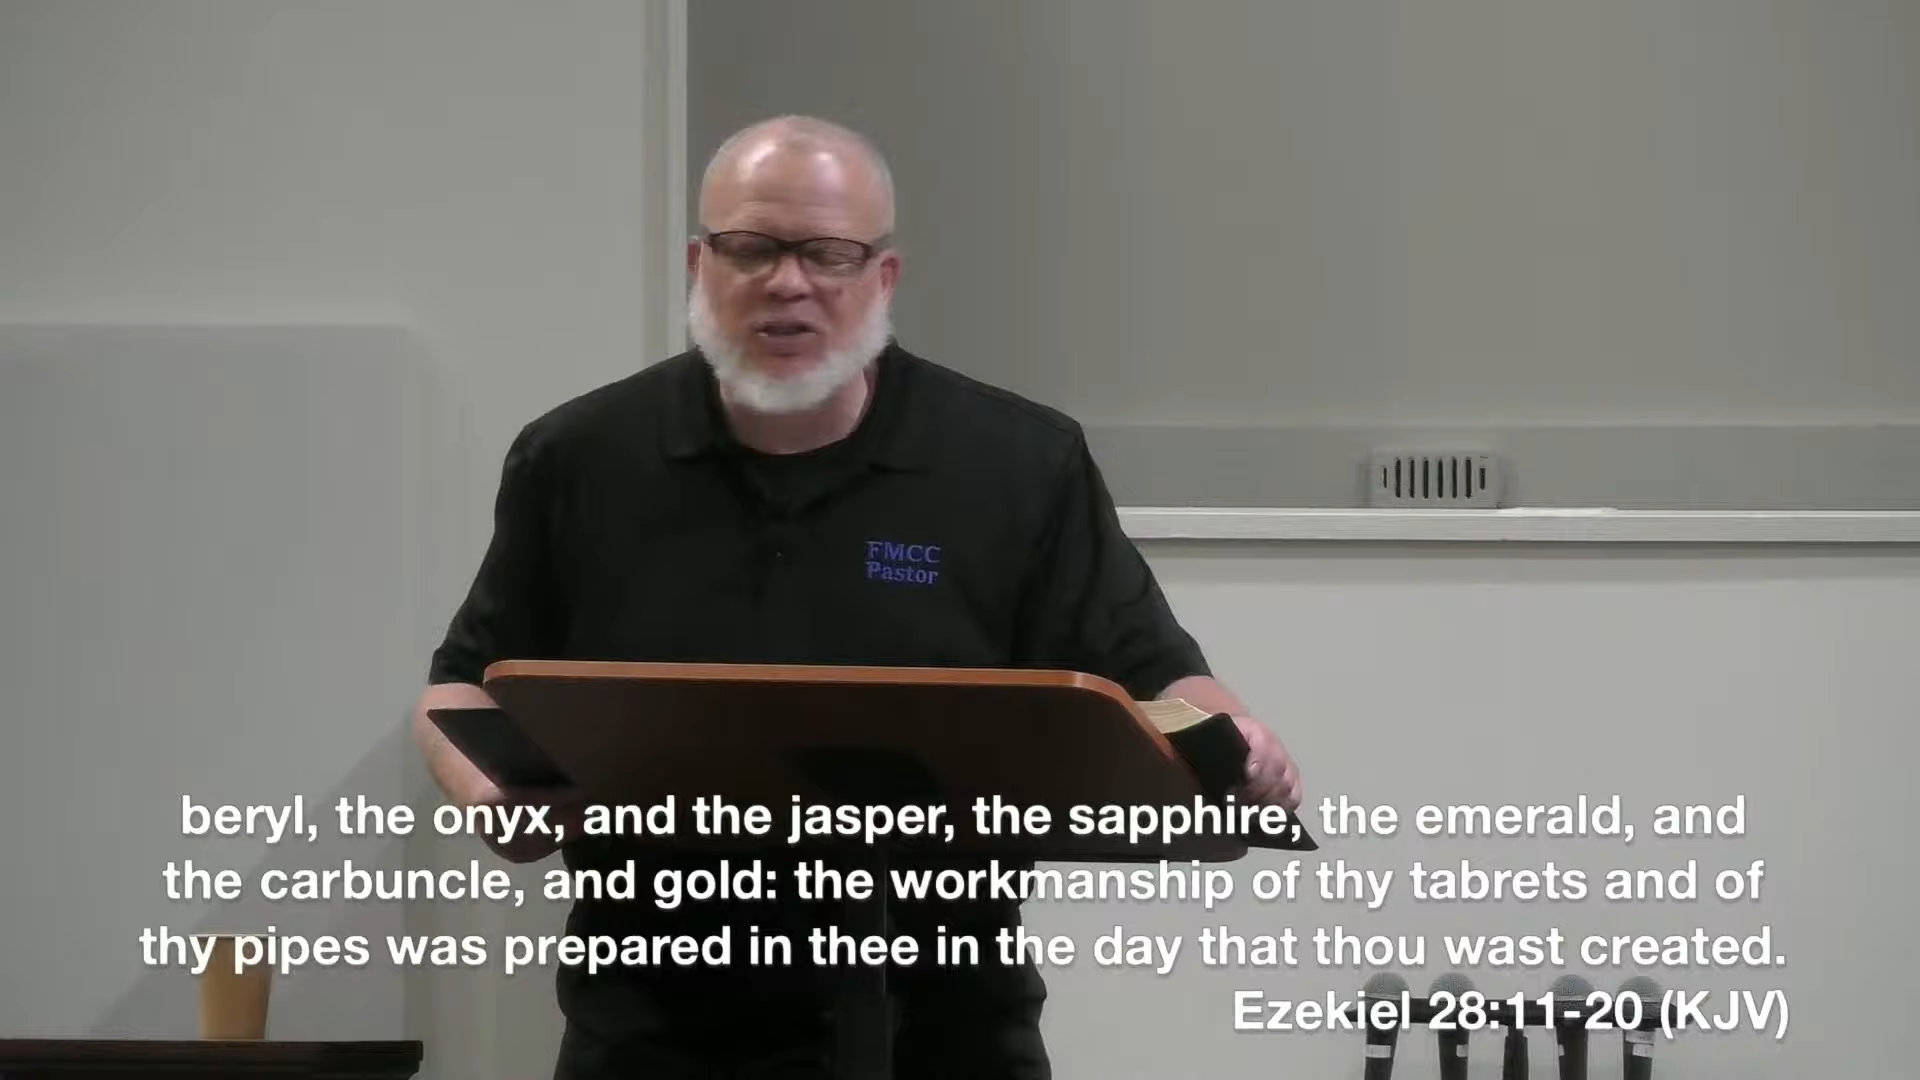 FMCC
Pastor
beryl, the onyx, and the jasper, the sapphire, the emerald, and
the carbuncle, and gold: the workmanship of thy tabrets and of
thy pipes was prepared in thee in the day that thou wast created.
Ezekiel 28:11-20 (KJV)